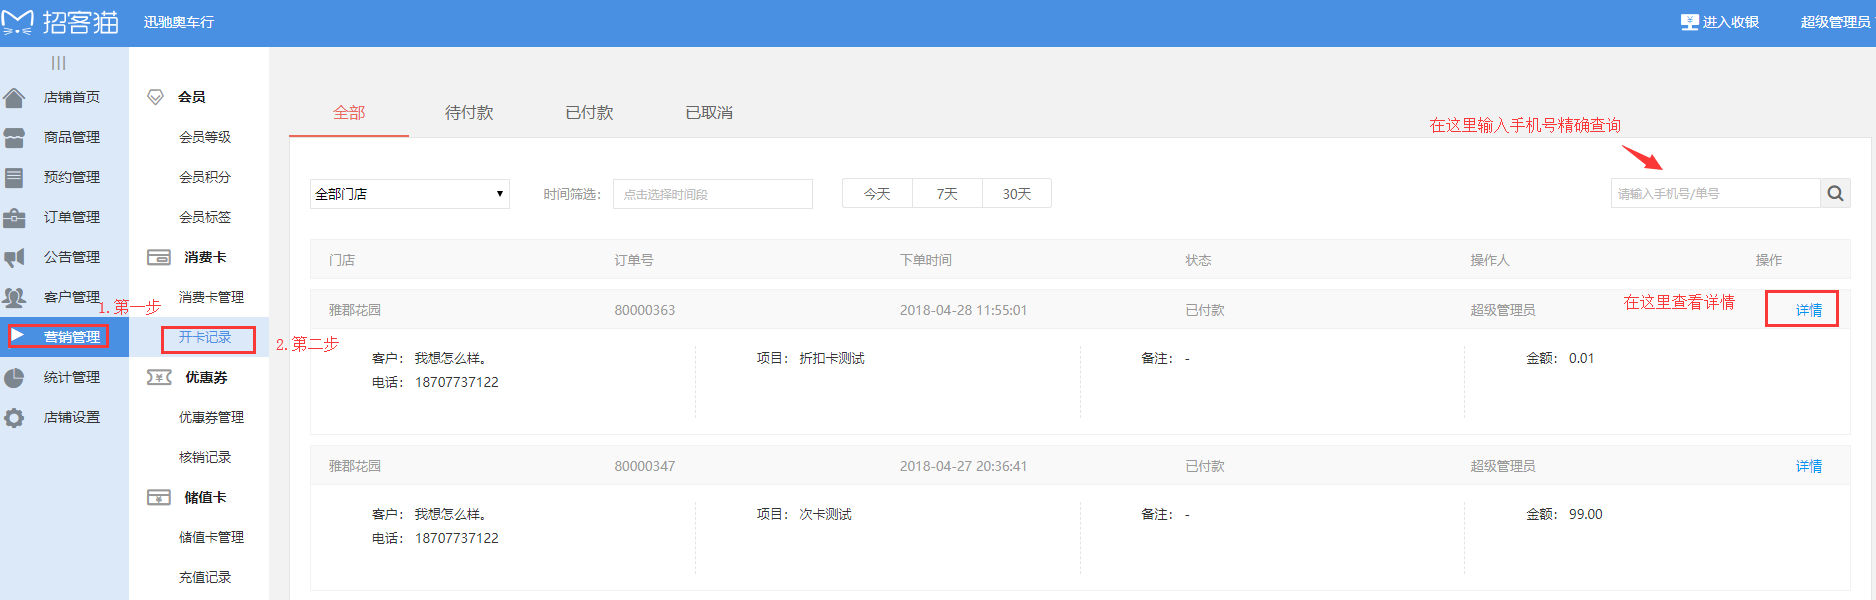 招客猫 迅驰奥车行 进入收银 超级管理员
店铺首页
商品管理
预约管理
订单管理
公告管理
客户管理
营销管理
统计管理
店铺设置
1.第一步
会员
会员等级
会员积分
会员标签
消费卡
消费卡管理
开卡记录
优惠券
优惠券管理
核销记录
储值卡
储值卡管理
充值记录
2.第二步
全部 待付款 已付款 已取消
在这里输入手机号精确查询
全部门店 时间筛选: 点击选择时间段 今天 7天 30天 请输入手机号/单号
门店 订单号 下单时间 状态 操作人 操作
雅郡花园 80000363 2018-04-28 11:55:01 已付款 超级管理员 在这里查看详情 详情
客户: 我想怎么样。 项目: 折扣卡测试 备注: - 金额: 0.01
电话: 18707737122
雅郡花园 80000347 2018-04-27 20:36:41 已付款 超级管理员 详情
客户: 我想怎么样。 项目: 次卡测试 备注: - 金额: 99.00
电话: 18707737122